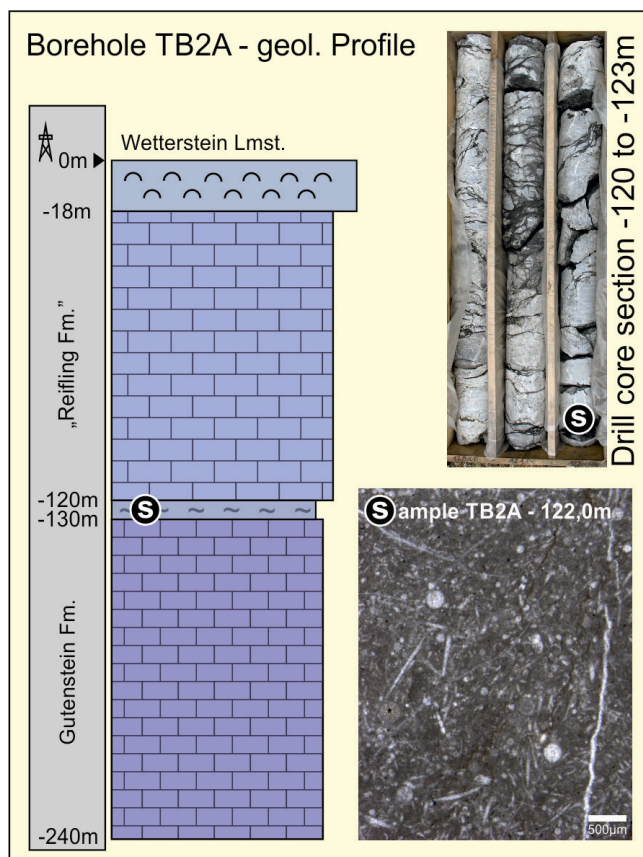 Borehole TB2A - geol. Profile
Wetterstein Lmst.
0m
-18m
„Reifling Fm.”
-120m
S
-130m
Gutenstein Fm.
-240m
Drill core section -120 to -123m
S
Sample TB2A - 122,0m
500µm